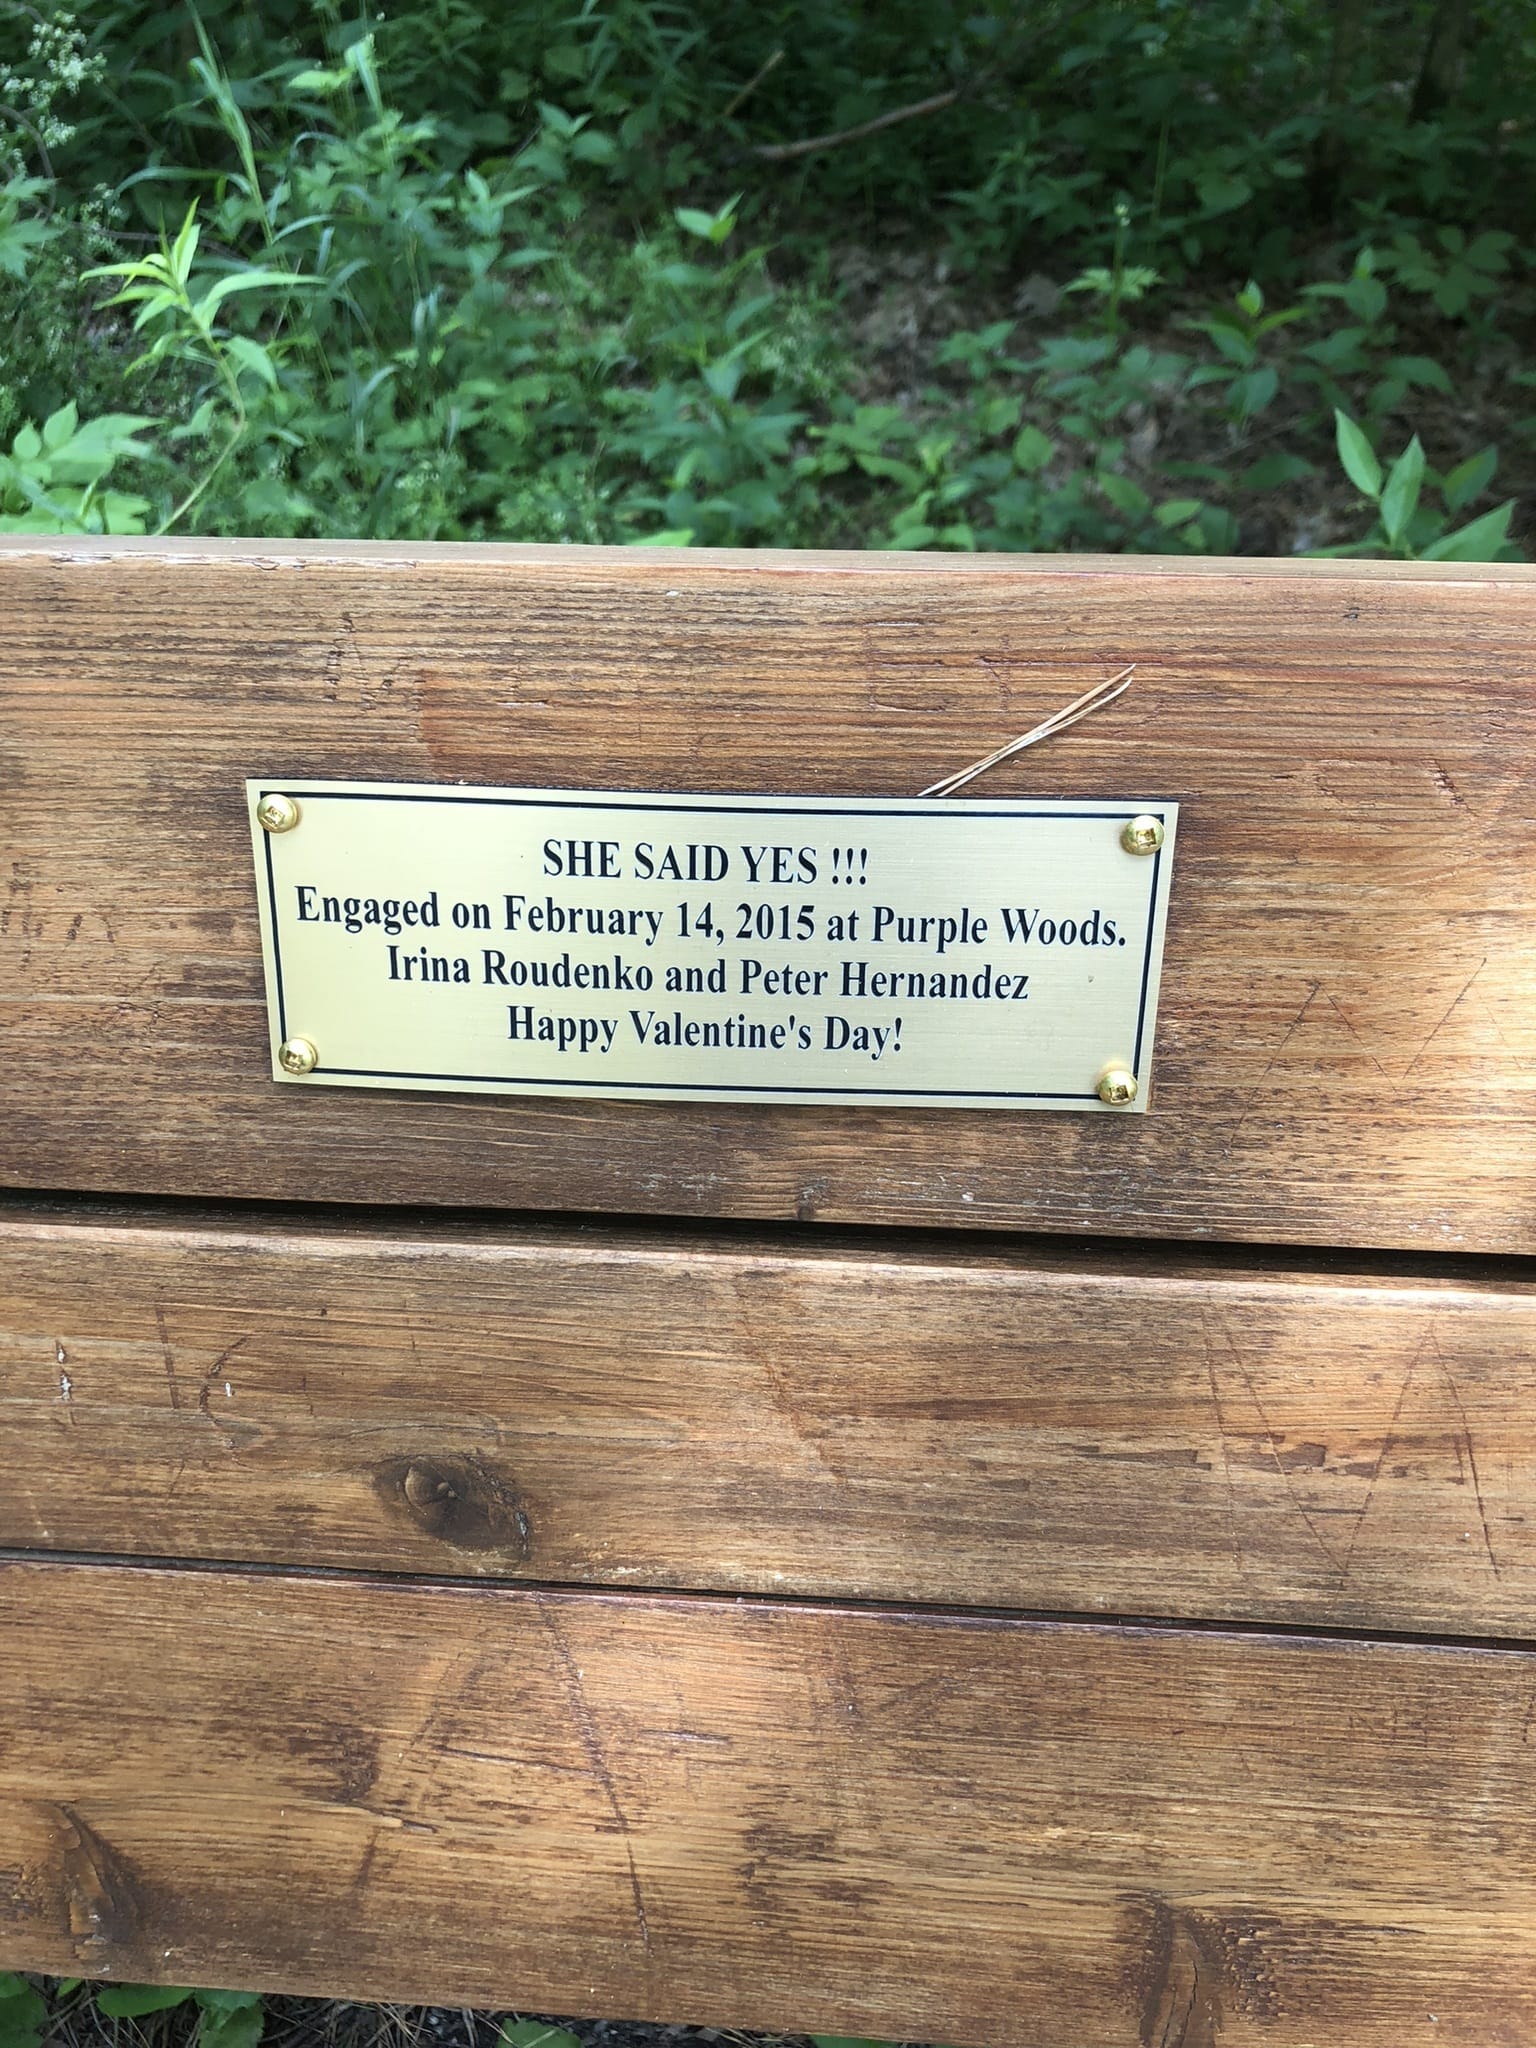 SHE SAID YES !!!
Engaged on February 14, 2015 at Purple Woods.
Irina Roudenko and Peter Hernandez
Happy Valentine's Day!